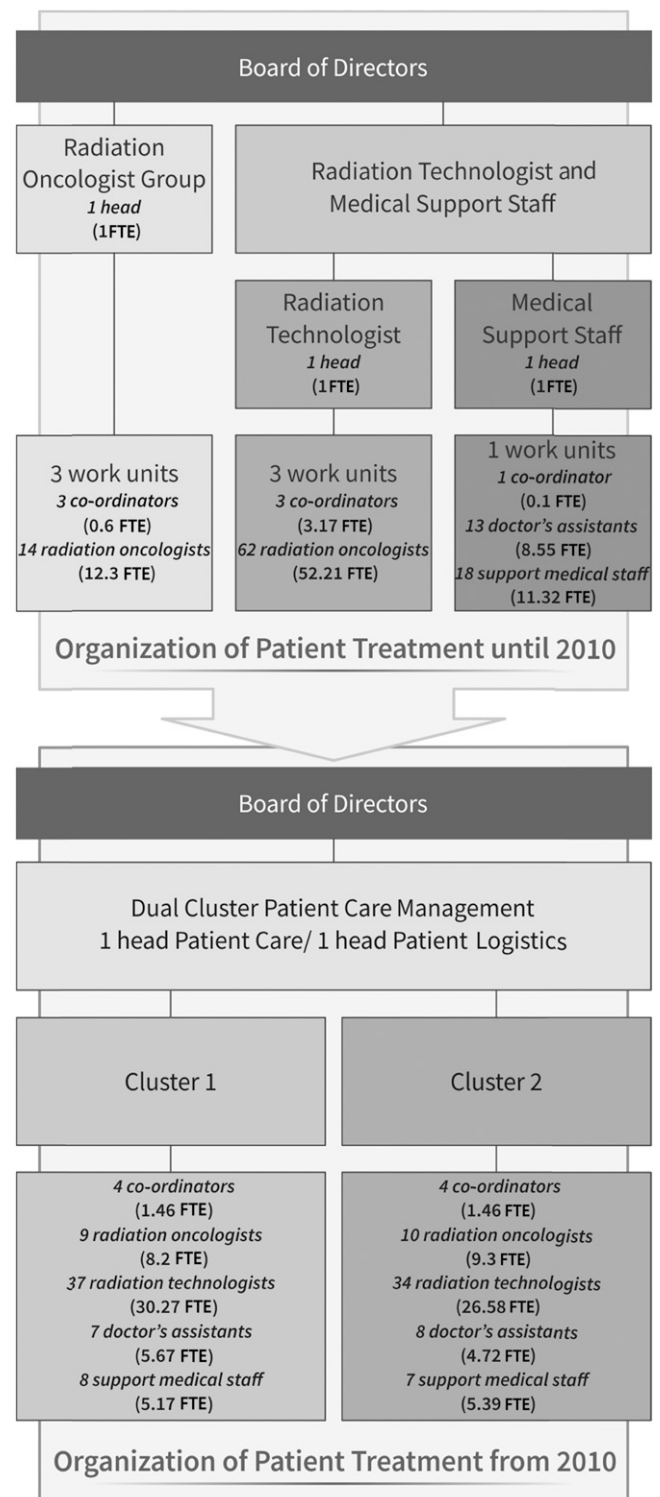 Board of Directors
Radiation
Oncologist Group
1 head
(1FTE)
Radiation Technologist and
Medical Support Staff
Radiation
Technologist
1 head
(1FTE)
Medical
Support Staff
1 head
(1FTE)
3 work units
3 co-ordinators
(0.6 FTE)
14 radiation oncologists
(12.3 FTE)
3 work units
3 co-ordinators
(3.17 FTE)
62 radiation oncologists
(52.21 FTE)
1 work units
1 co-ordinator
(0.1 FTE)
13 doctor's assistants
(8.55 FTE)
18 support medical staff
(11.32 FTE)
Organization of Patient Treatment until 2010
Board of Directors
Dual Cluster Patient Care Management
1 head Patient Care/ 1 head Patient Logistics
Cluster 1
Cluster 2
4 co-ordinators
(1.46 FTE)
9 radiation oncologists
(8.2 FTE)
37 radiation technologists
(30.27 FTE)
7 doctor's assistants
(5.67 FTE)
8 support medical staff
(5.17 FTE)
4 co-ordinators
(1.46 FTE)
10 radiation oncologists
(9.3 FTE)
34 radiation technologists
(26.58 FTE)
8 doctor's assistants
(4.72 FTE)
7 support medical staff
(5.39 FTE)
Organization of Patient Treatment from 2010